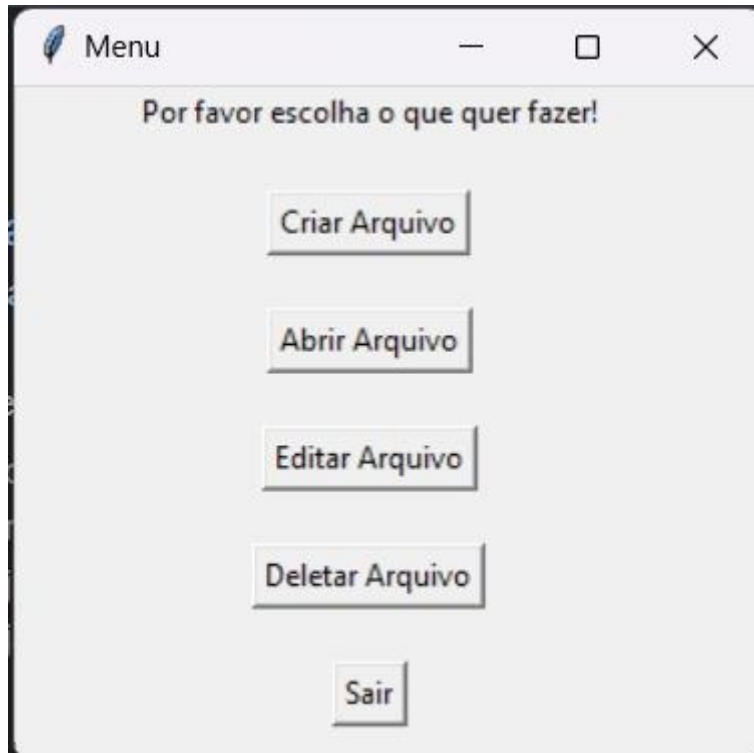 Menu
Por favor escolha o que quer fazer!
Criar Arquivo
Abrir Arquivo
Editar Arquivo
Deletar Arquivo
Sair